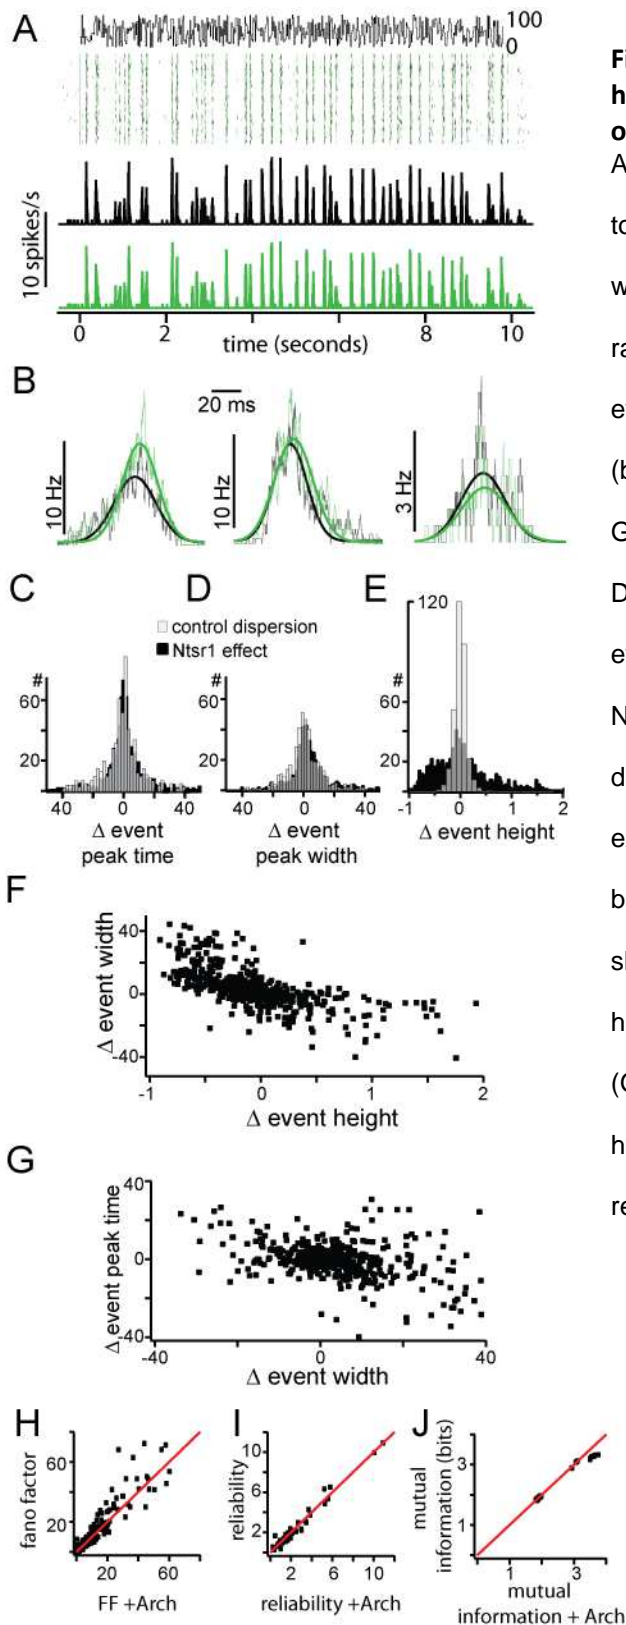 A
100
0
10 spikes/s
0
2
8
10
time (seconds)
B
20 ms
10 Hz
10 Hz
3 Hz
C
D
E
control dispersion
Ntsr1 effect
120
#
60
20
#
60
20
#
60
20
40
0
40
40
0
40
-1
0
1
2
Δ event
peak time
Δ event
peak width
Δ event height
F
Δ event width
40
0
-40
-1
0
1
2
Δ event height
G
Δ event peak time
40
0
-40
-40
0
40
Δ event width
H
fano factor
60
20
20
60
FF +Arch
I
reliability
10
6
2
2
6
10
reliability +Arch
J
mutual
information (bits)
3
1
1
3
mutual
information + Arch
Fi
h
o
A
to
w
ra
e
(b
G
D
e
N
d
e
b
sl
h
(C
h
re